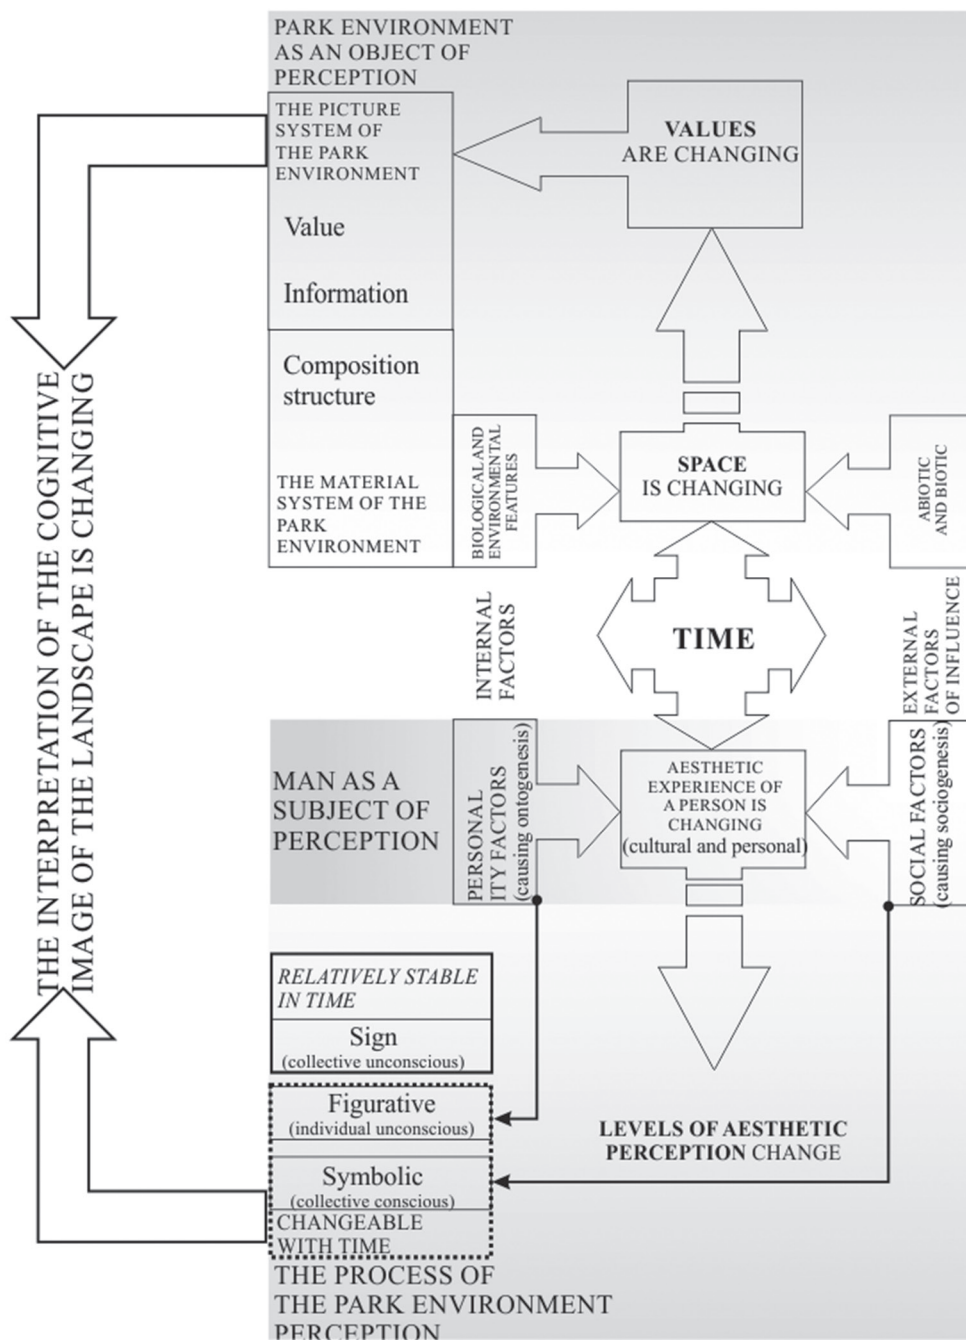 PARK ENVIRONMENT
AS AN OBJECT OF
PERCEPTION
THE PICTURE
SYSTEM OF
THE PARK
ENVIRONMENT
Value
Information
Composition
structure
THE MATERIAL
SYSTEM OF THE
PARK
ENVIRONMENT
VALUES
ARE CHANGING
BIOLOGICAL AND
ENVIRONMENTAL
FEATURES
SPACE
IS CHANGING
ABIOTIC
AND BIOTIC
THE INTERPRETATION OF THE COGNITIVE
IMAGE OF THE LANDSCAPE IS CHANGING
INTERNAL
FACTORS
TIME
EXTERNAL
FACTORS
OF INFLUENCE
MAN AS A
SUBJECT OF
PERCEPTION
PERSONAL
ITY FACTORS
(causing ontogenesis)
AESTHETIC
EXPERIENCE OF
A PERSON IS
CHANGING
(cultural and personal)
SOCIAL FACTORS
(causing sociogenesis)
RELATIVELY STABLE
IN TIME
Sign
(collective unconscious)
Figurative
(individual unconscious)
Symbolic
(collective conscious)
CHANGEABLE
WITH TIME
LEVELS OF AESTHETIC
PERCEPTION CHANGE
THE PROCESS OF
THE PARK ENVIRONMENT
PERCEPTION